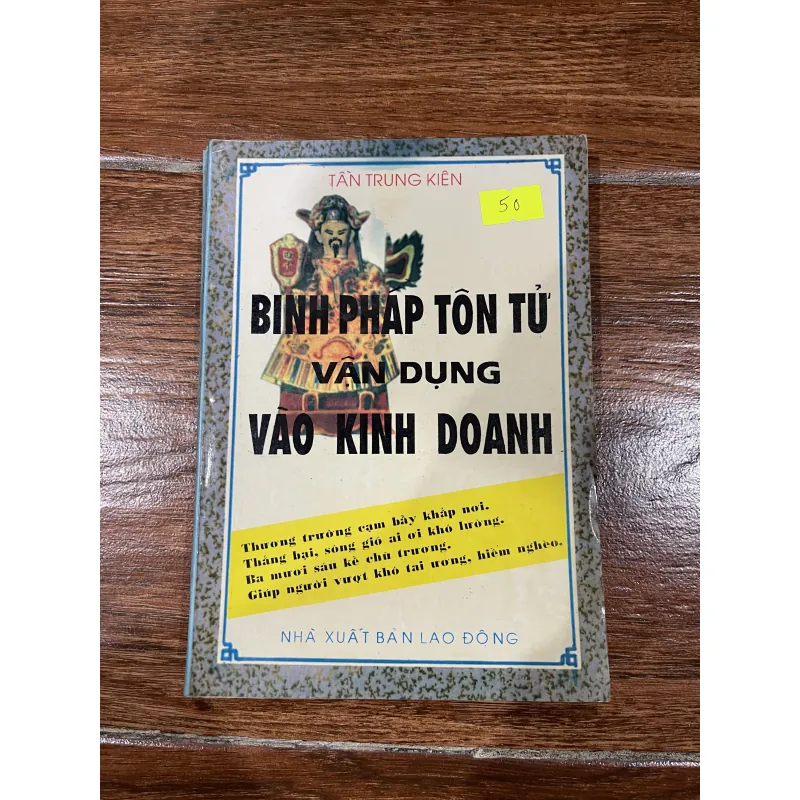 TẦN TRUNG KIÊN
50
BINH PHÁP TÔN TỬ
VẬN DỤNG
VÀO KINH DOANH
Thương trường cạm bẫy khắp nơi.
Thắng bại, sóng gió ai ơi khó lường.
Ba mươi sáu kế chủ trương.
Giúp người vượt khó tai ương, hiểm nghèo.
NHÀ XUẤT BẢN LAO ĐỘNG